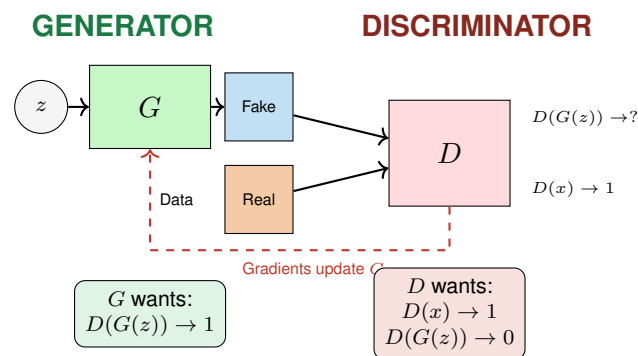 GENERATOR
DISCRIMINATOR
z
G
Fake
D
D(G(z)) →?
D(x) → 1
Data
Real
Gradients update G
G wants:
D(G(z)) → 1
D wants:
D(x) → 1
D(G(z)) → 0